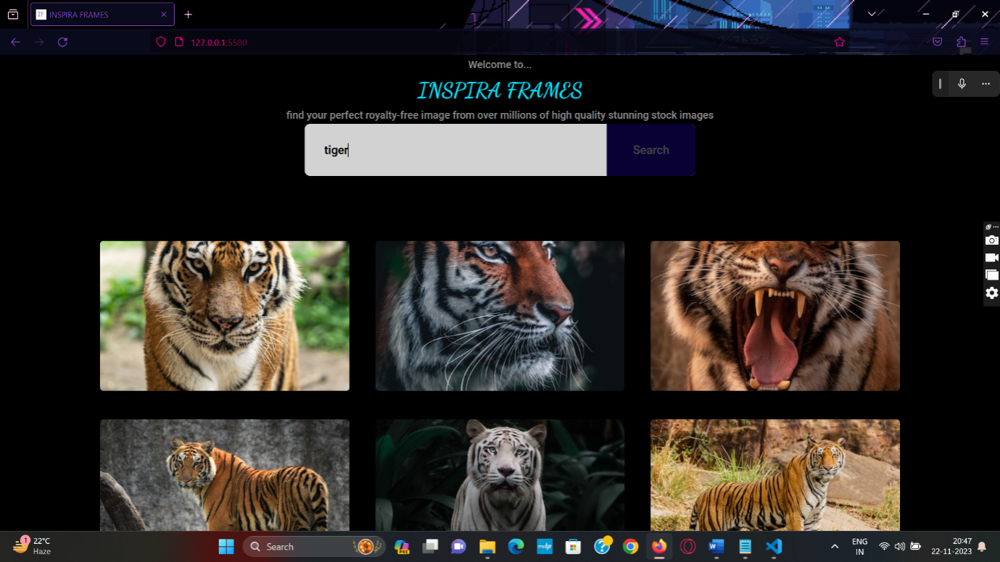 INSPIRA FRAMES
127.0.0.1:5500
Welcome to...
INSPIRA FRAMES
find your perfect royalty-free image from over millions of high quality stunning stock images
tiger
Search
1
22°C
Haze
Search
PRE
ENG
IN
20:47
22-11-2023